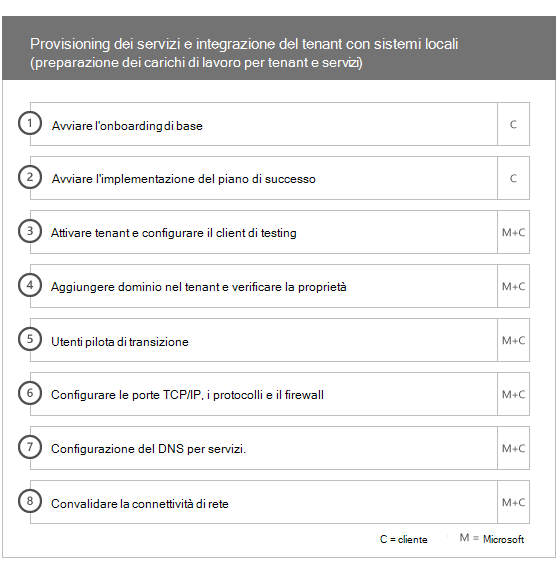 Provisioning dei servizi e integrazione del tenant con sistemi locali
(preparazione dei carichi di lavoro per tenant e servizi)
1 Avviare l'onboarding di base C
2 Avviare l'implementazione del piano di successo C
3 Attivare tenant e configurare il client di testing M+C
4 Aggiungere dominio nel tenant e verificare la proprietà M+C
5 Utenti pilota di transizione M+C
6 Configurare le porte TCP/IP, i protocolli e il firewall M+C
7 Configurazione del DNS per servizi. M+C
8 Convalidare la connettività di rete M+C
C = cliente M = Microsoft